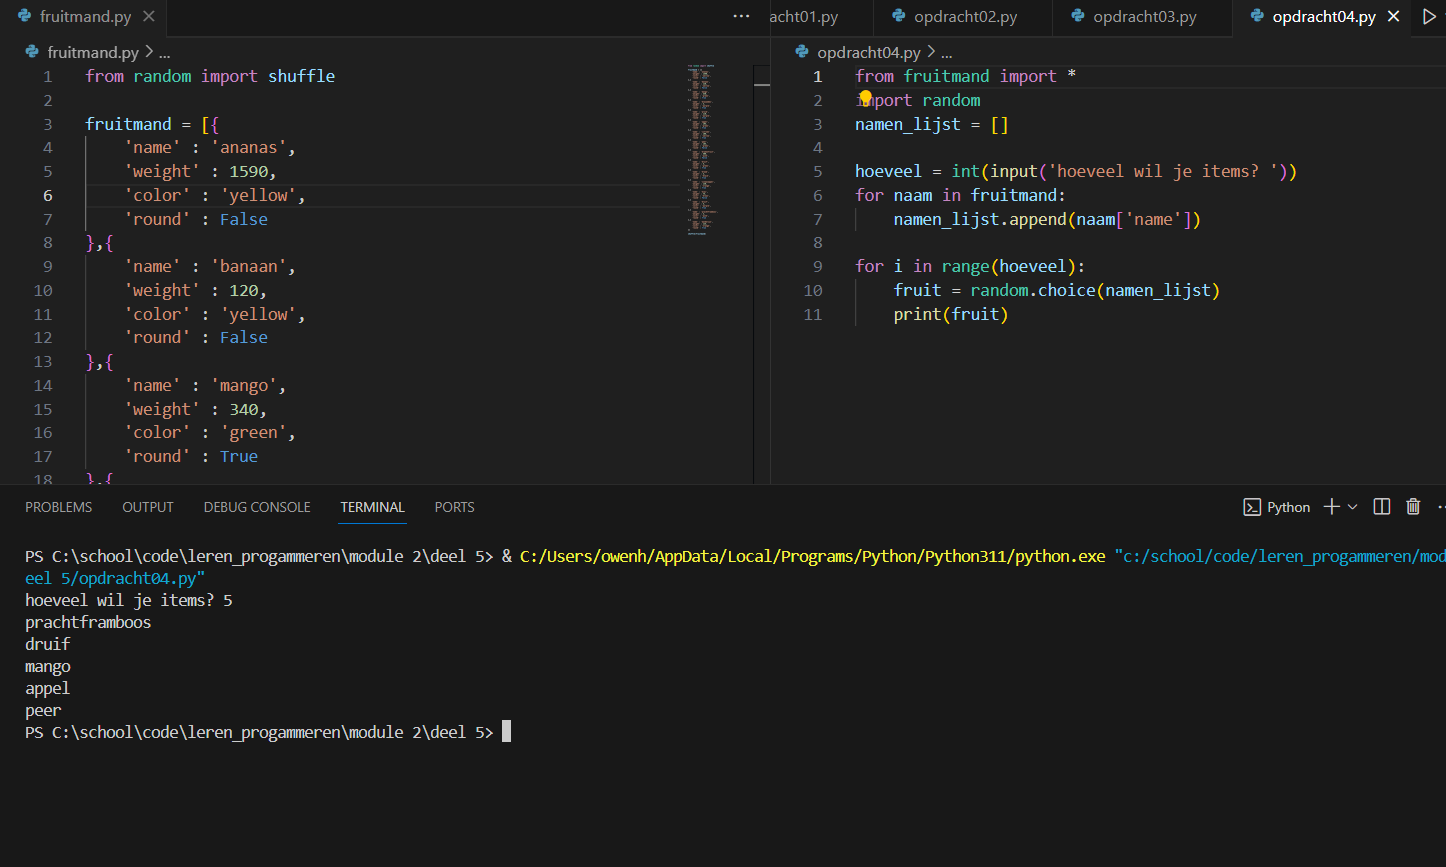 fruitmand.py
acht01.py opdracht02.py opdracht03.py opdracht04.py
fruitmand.py > ...
1 from random import shuffle
2
3 fruitmand = [{
4 'name' : 'ananas',
5 'weight' : 1590,
6 'color' : 'yellow',
7 'round' : False
8 },{
9 'name' : 'banaan',
10 'weight' : 120,
11 'color' : 'yellow',
12 'round' : False
13 },{
14 'name' : 'mango',
15 'weight' : 340,
16 'color' : 'green',
17 'round' : True
18 },{
opdracht04.py > ...
1 from fruitmand import *
2 import random
3 namen_lijst = []
4
5 hoeveel = int(input('hoeveel wil je items? '))
6 for naam in fruitmand:
7 namen_lijst.append(naam['name'])
8
9 for i in range(hoeveel):
10 fruit = random.choice(namen_lijst)
11 print(fruit)
PROBLEMS OUTPUT DEBUG CONSOLE TERMINAL PORTS
Python
PS C:\school\code\leren_progammeren\module 2\deel 5> & C:/Users/owenh/AppData/Local/Programs/Python/Python311/python.exe "c:/school/code/leren_progammeren/mod
eel 5/opdracht04.py"
hoeveel wil je items? 5
prachtframboos
druif
mango
appel
peer
PS C:\school\code\leren_progammeren\module 2\deel 5>